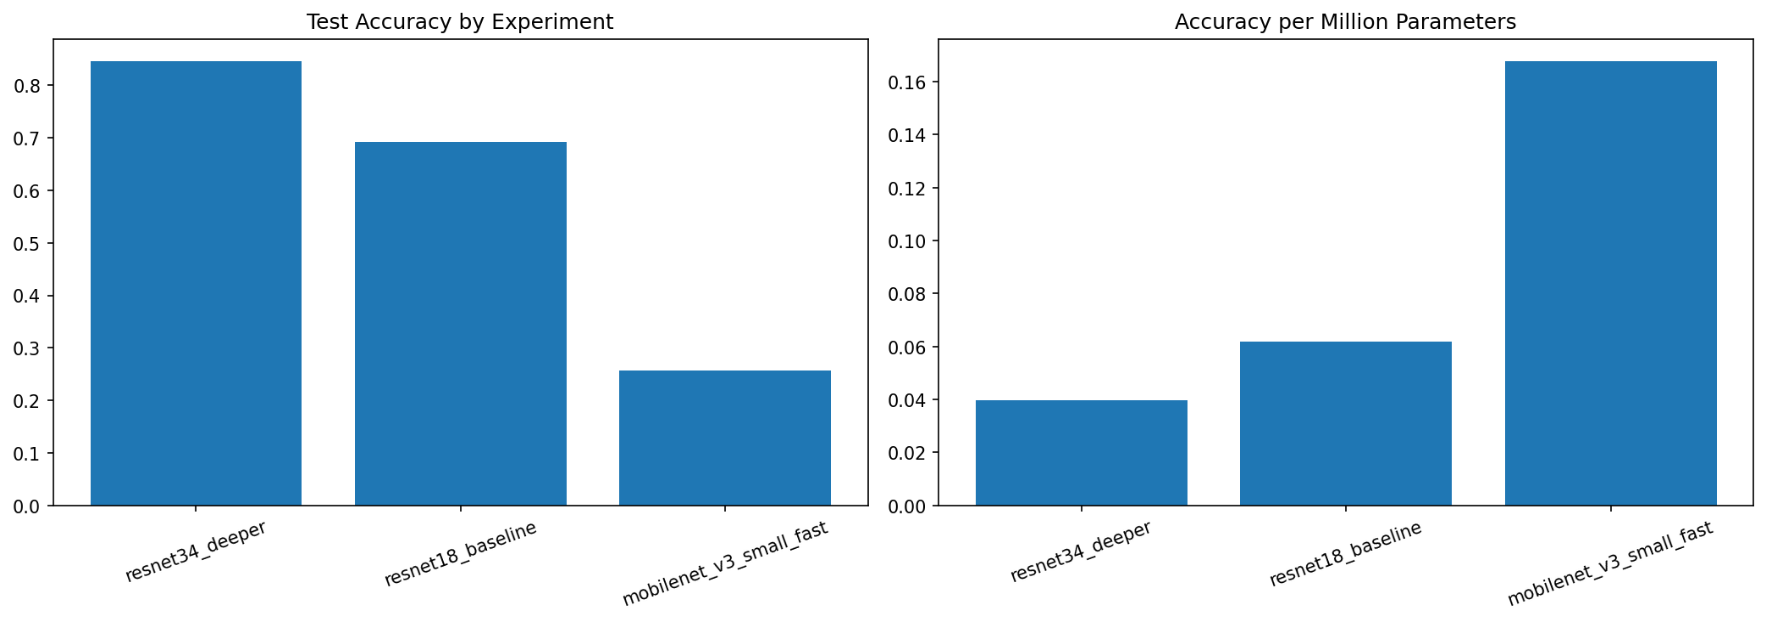 Test Accuracy by Experiment
0.8
0.7
0.6
0.5
0.4
0.3
0.2
0.1
0.0
resnet34_deeper
resnet18_baseline
mobilenet_v3_small_fast
Accuracy per Million Parameters
0.16
0.14
0.12
0.10
0.08
0.06
0.04
0.02
0.00
resnet34_deeper
resnet18_baseline
mobilenet_v3_small_fast